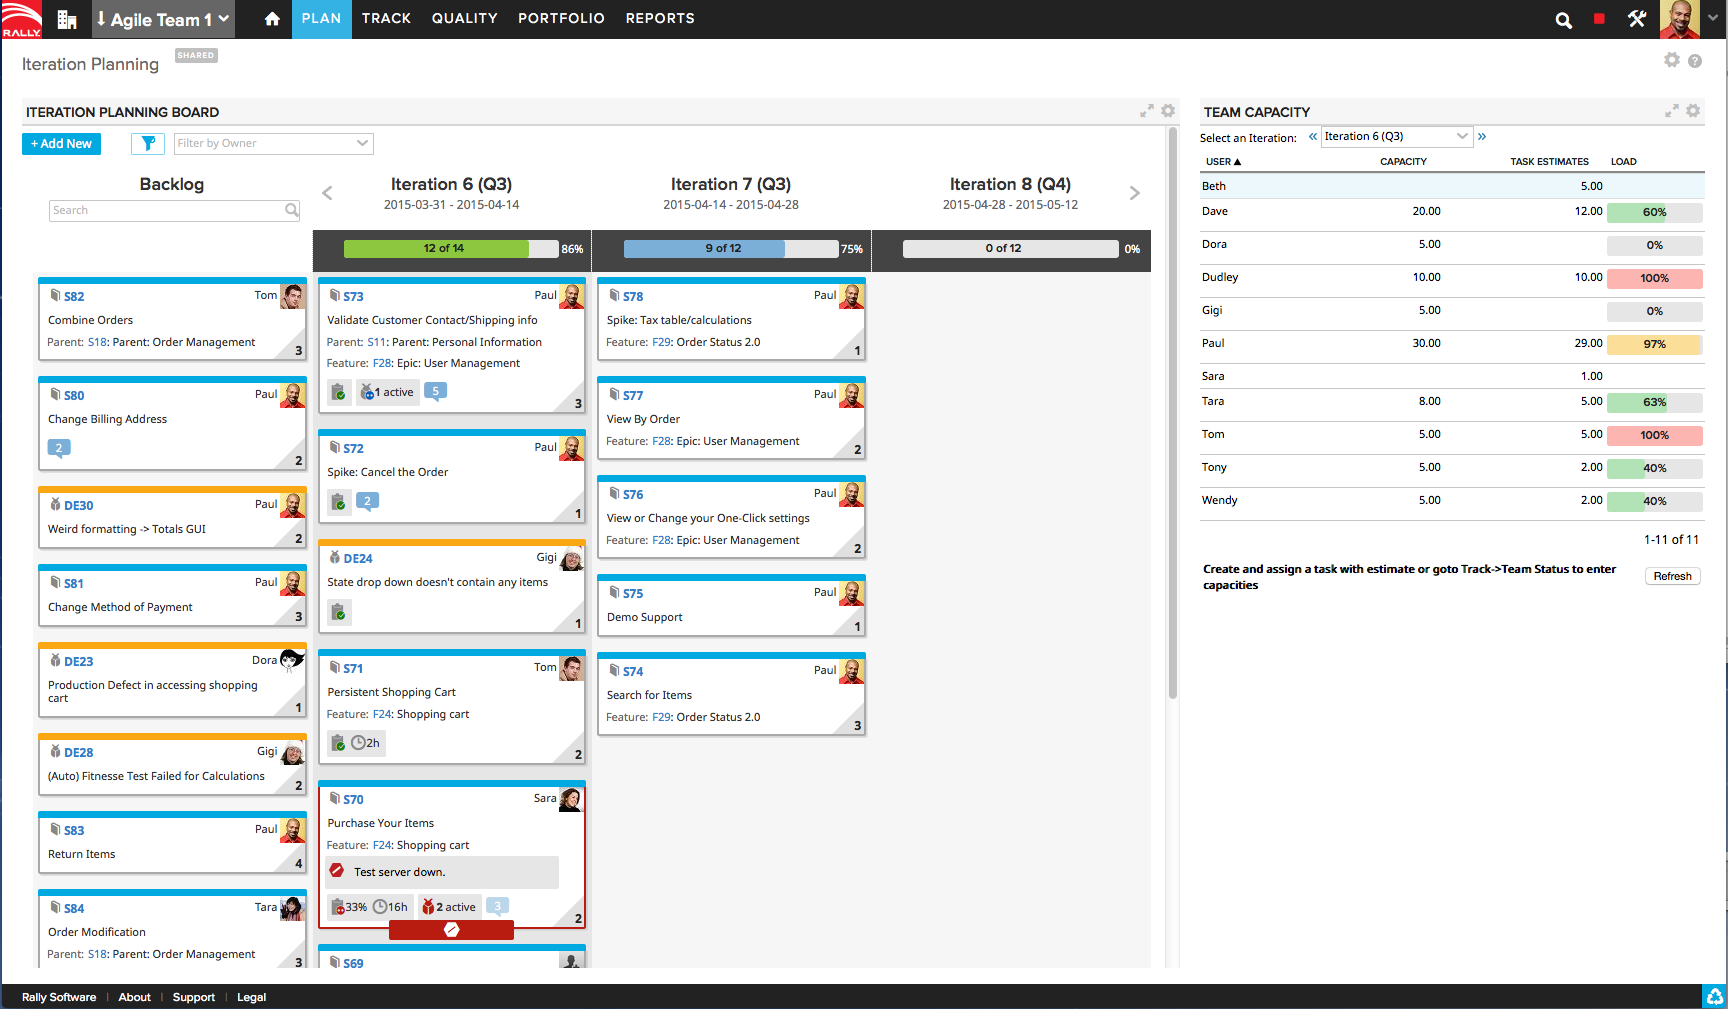 RALLY
Agile Team 1
PLAN
TRACK
QUALITY
PORTFOLIO
REPORTS
Iteration Planning
SHARED
ITERATION PLANNING BOARD
+ Add New
Filter by Owner
Backlog
Search
Iteration 6 (Q3)
2015-03-31 - 2015-04-14
Iteration 7 (Q3)
2015-04-14 - 2015-04-28
Iteration 8 (Q4)
2015-04-28 - 2015-05-12
12 of 14
86%
9 of 12
75%
0 of 12
0%
S82
Tom
Combine Orders
Parent: S18: Parent: Order Management
3
S80
Paul
Change Billing Address
2
2
DE30
Paul
Weird formatting -> Totals GUI
2
S81
Paul
Change Method of Payment
3
DE23
Dora
Production Defect in accessing shopping
cart
1
DE28
Gigi
(Auto) Fitnesse Test Failed for Calculations
2
S83
Paul
Return Items
4
S84
Tara
Order Modification
Parent: S18: Parent: Order Management
3
S73
Paul
Validate Customer Contact/Shipping info
Parent: S11: Parent: Personal Information
Feature: F28: Epic: User Management
1 active
5
3
S72
Paul
Spike: Cancel the Order
2
1
DE24
Gigi
State drop down doesn't contain any items
1
S71
Tom
Persistent Shopping Cart
Feature: F24: Shopping cart
2h
2
S70
Sara
Purchase Your Items
Feature: F24: Shopping cart
Test server down.
33%
16h
2 active
3
2
S69
S78
Paul
Spike: Tax table/calculations
Feature: F29: Order Status 2.0
1
S77
Paul
View By Order
Feature: F28: Epic: User Management
2
S76
Paul
View or Change your One-Click settings
Feature: F28: Epic: User Management
2
S75
Paul
Demo Support
1
S74
Paul
Search for Items
Feature: F29: Order Status 2.0
3
TEAM CAPACITY
Select an Iteration: « Iteration 6 (Q3) »
USER CAPACITY TASK ESTIMATES LOAD
Beth 5.00
Dave 20.00 12.00 60%
Dora 5.00 0%
Dudley 10.00 10.00 100%
Gigi 5.00 0%
Paul 30.00 29.00 97%
Sara 1.00
Tara 8.00 5.00 63%
Tom 5.00 5.00 100%
Tony 5.00 2.00 40%
Wendy 5.00 2.00 40%
1-11 of 11
Create and assign a task with estimate or goto Track->Team Status to enter
capacities
Refresh
Rally Software | About | Support | Legal